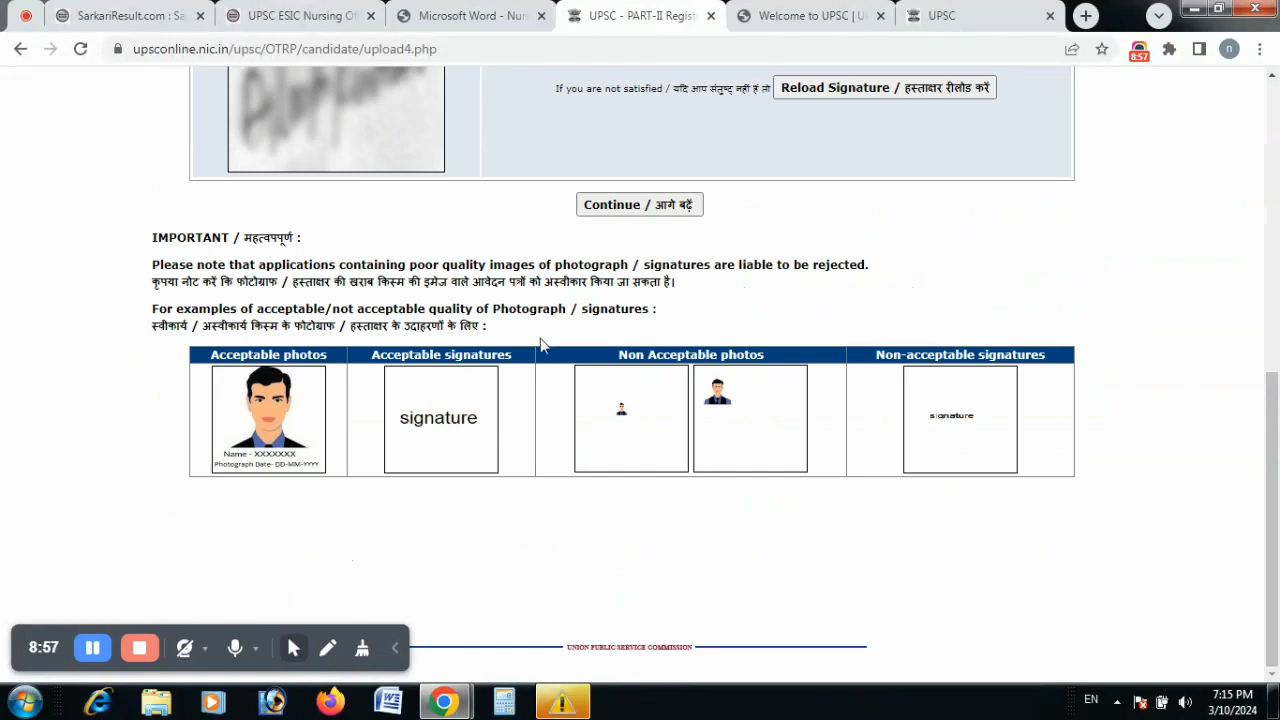 SarkariResult.com : Sa
UPSC ESIC Nursing Of
Microsoft Word - Nu
UPSC - PART-II Regist
Welcome to UPSC | U
UPSC
upsconline.nic.in/upsc/OTRP/candidate/upload4.php
8:57
n
If you are not satisfied / यदि आप संतुष्ट नहीं हैं तो Reload Signature / हस्ताक्षर रीलोड करें
Continue / आगे बढ़ें
IMPORTANT / महत्वपपूर्ण :
Please note that applications containing poor quality images of photograph / signatures are liable to be rejected.
कृपया नोट करें कि फोटोग्राफ / हस्ताक्षर की खराब किस्म की इमेज वाले आवेदन पत्रों को अस्वीकार किया जा सकता है।
For examples of acceptable/not acceptable quality of Photograph / signatures :
स्वीकार्य / अस्वीकार्य किस्म के फोटोग्राफ / हस्ताक्षर के उदाहरणों के लिए :
Acceptable photos Acceptable signatures Non Acceptable photos Non-acceptable signatures
signature
signature
Name - XXXXXXX
Photograph Date- DD-MM-YYYY
8:57
UNION PUBLIC SERVICE COMMISSION
EN
7:15 PM
3/10/2024